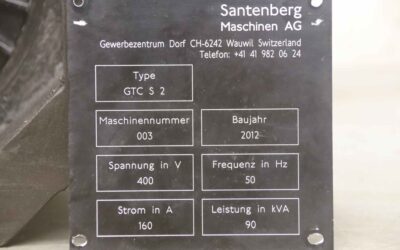 Santenberg
Maschinen AG
Gewerbezentrum Dorf CH-6242 Wauwil Switzerland
Telefon: +41 41 982 06 24
Type
GTC S 2
Maschinennummer
003
Baujahr
2012
Spannung in V
400
Frequenz in Hz
50
Strom in A
160
Leistung in kVA
90